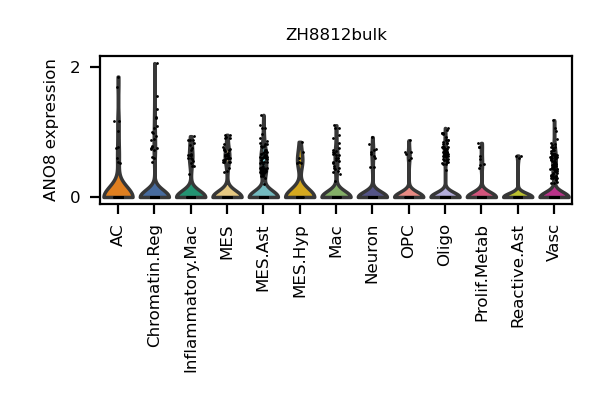 ZH8812bulk
ANO8 expression
2
0
AC
Chromatin.Reg
Inflammatory.Mac
MES
MES.Ast
MES.Hyp
Mac
Neuron
OPC
Oligo
Prolif.Metab
Reactive.Ast
Vasc